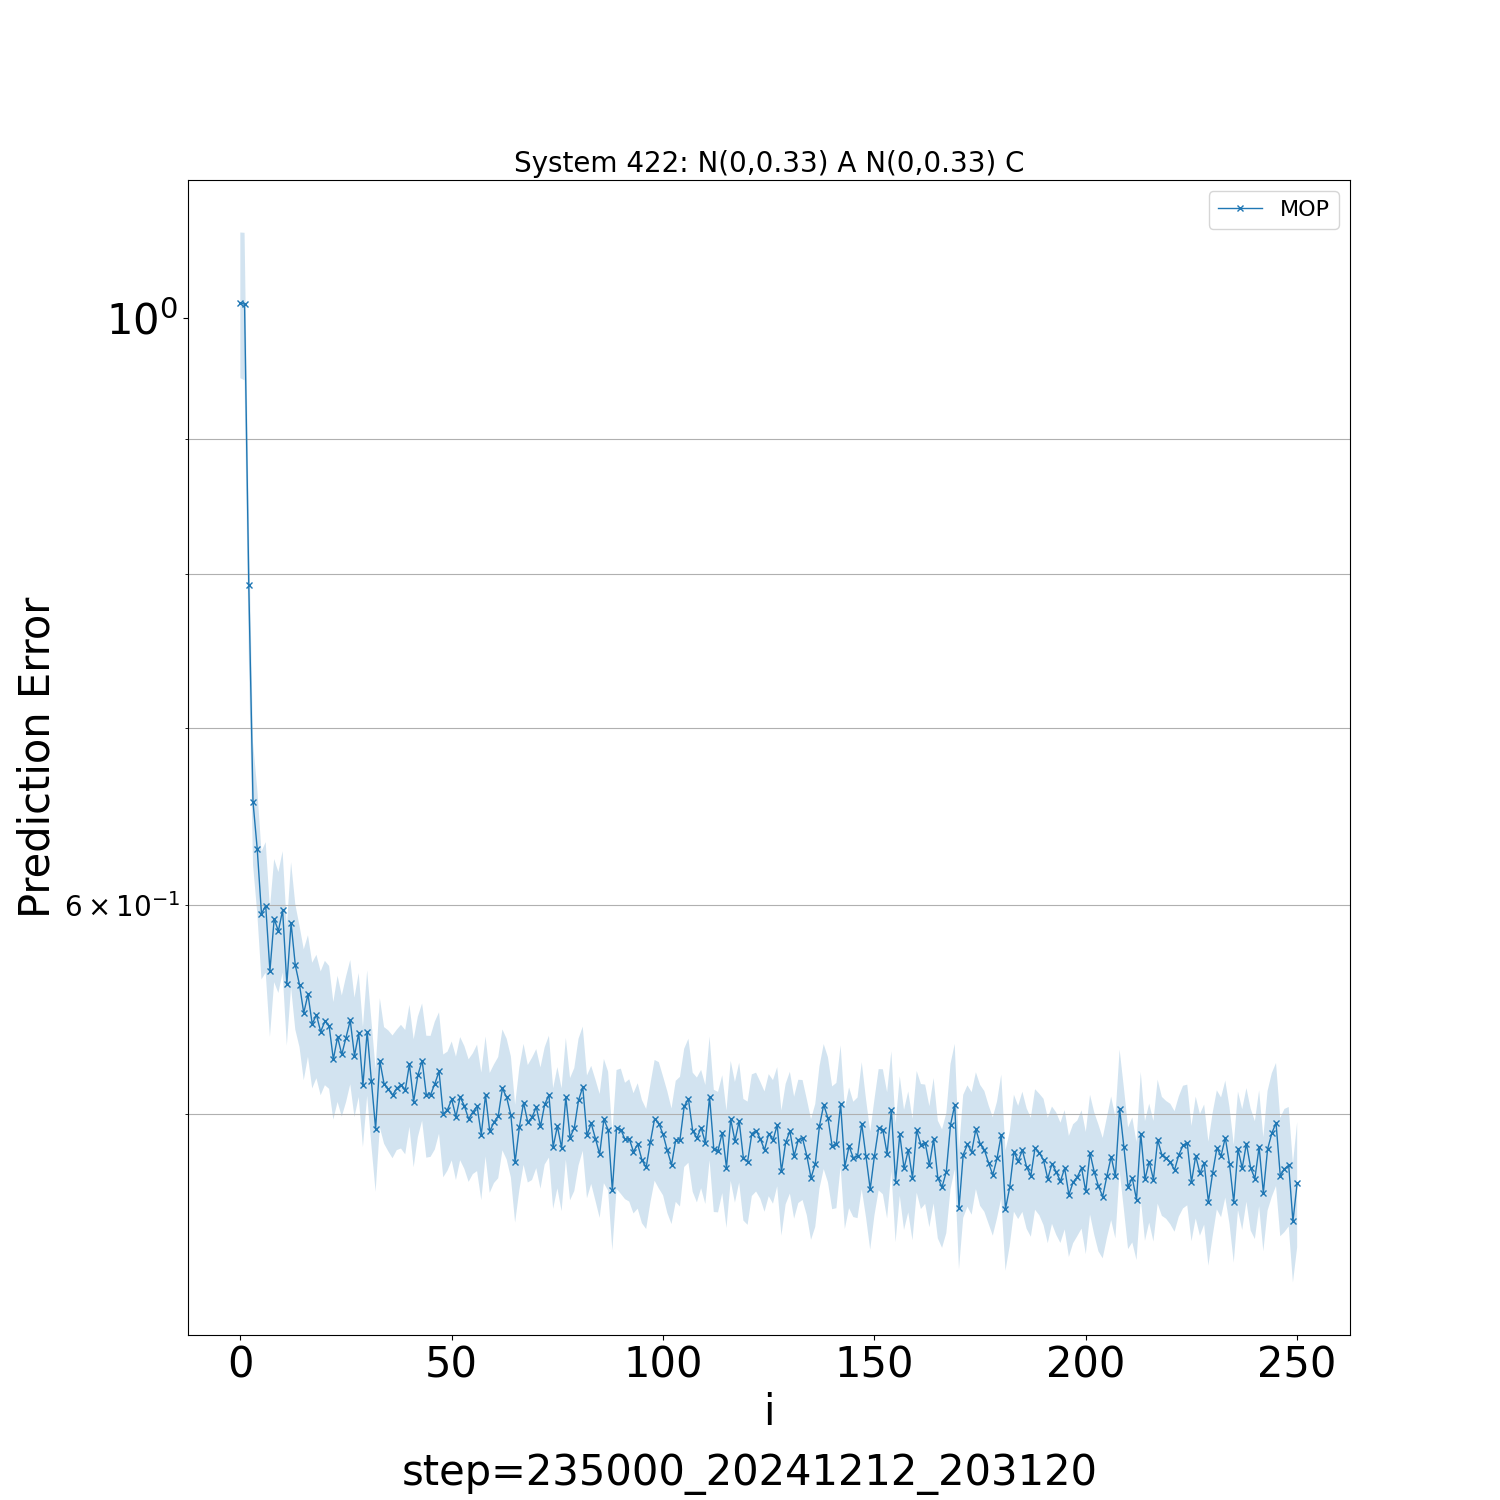 System 422: N(0,0.33) A N(0,0.33) C
MOP
10⁰
Prediction Error
6 × 10⁻¹
0 50 100 150 200 250
i
step=235000_20241212_203120